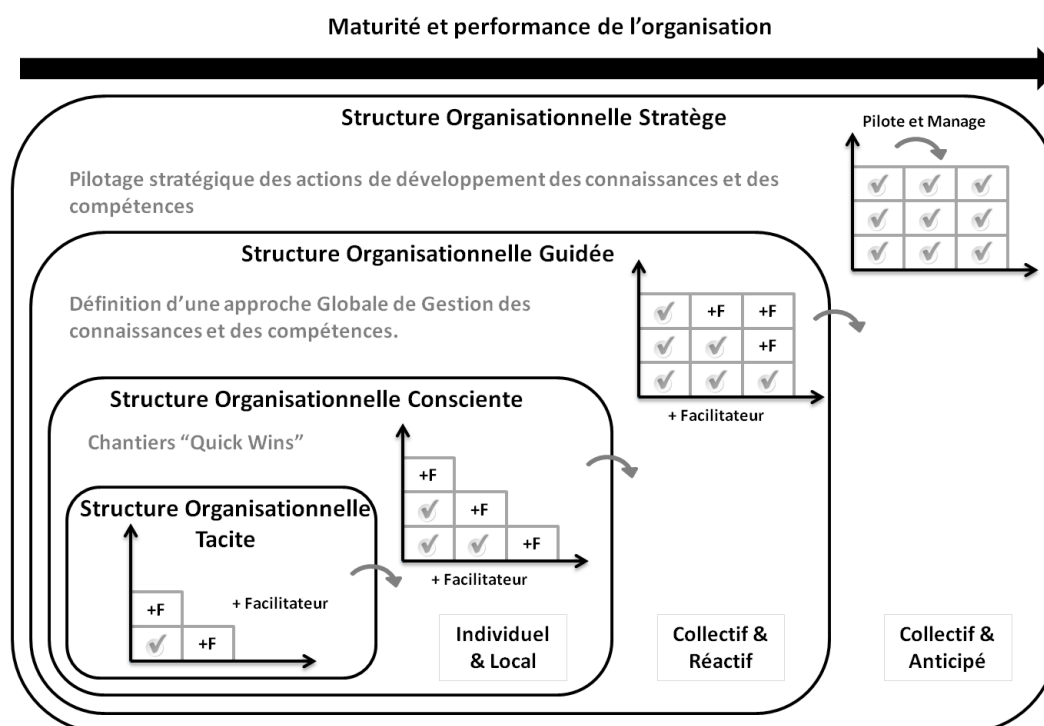 Maturité et performance de l'organisation
Structure Organisationnelle Stratège
Pilote et Manage
Pilotage stratégique des actions de développement des connaissances et des
compétences
Structure Organisationnelle Guidée
Définition d'une approche Globale de Gestion des
connaissances et des compétences.
+F +F
+F
+ Facilitateur
Structure Organisationnelle Consciente
Chantiers “Quick Wins”
+F
+F
+F
+ Facilitateur
Structure Organisationnelle
Tacite
+F
+F
+ Facilitateur
Individuel
& Local
Collectif &
Réactif
Collectif &
Anticipé